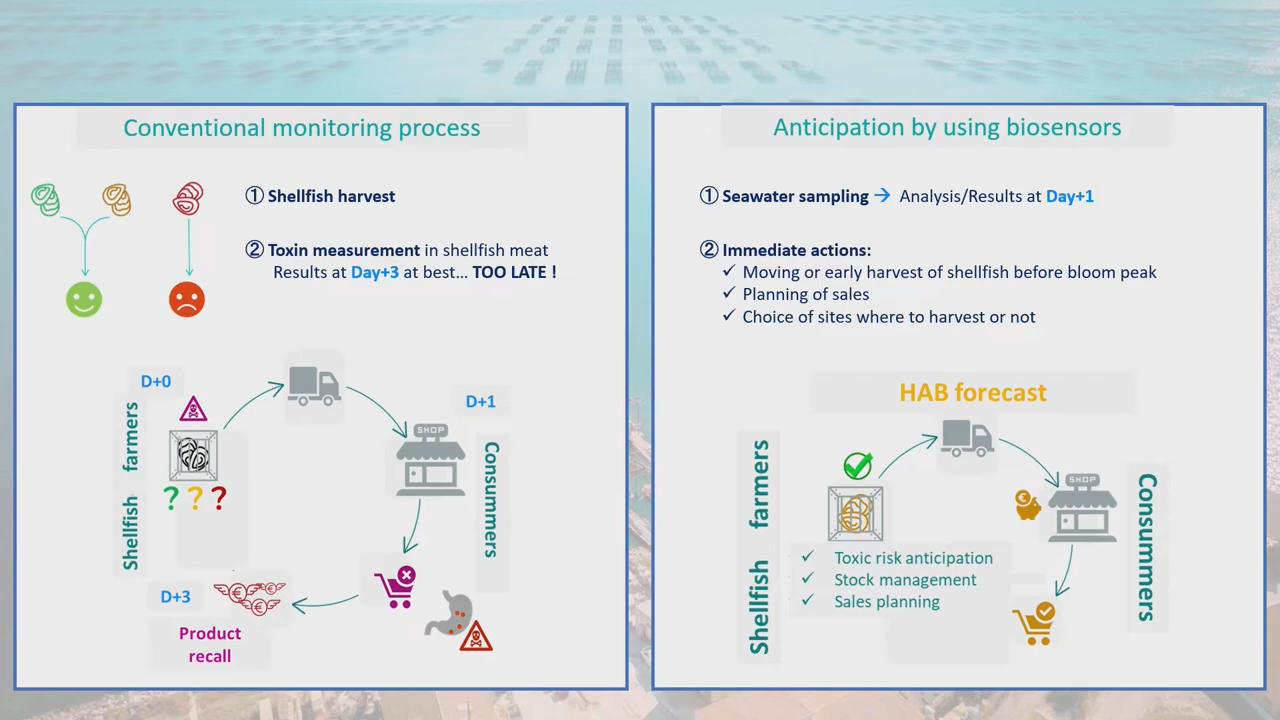 Conventional monitoring process
① Shellfish harvest
② Toxin measurement in shellfish meat
Results at Day+3 at best... TOO LATE !
D+0
SHOP
D+1
Shellfish farmers
? ? ?
Consummers
D+3
Product
recall
Anticipation by using biosensors
① Seawater sampling → Analysis/Results at Day+1
② Immediate actions:
✓ Moving or early harvest of shellfish before bloom peak
✓ Planning of sales
✓ Choice of sites where to harvest or not
HAB forecast
SHOP
Shellfish farmers
Consummers
✓ Toxic risk anticipation
✓ Stock management
✓ Sales planning